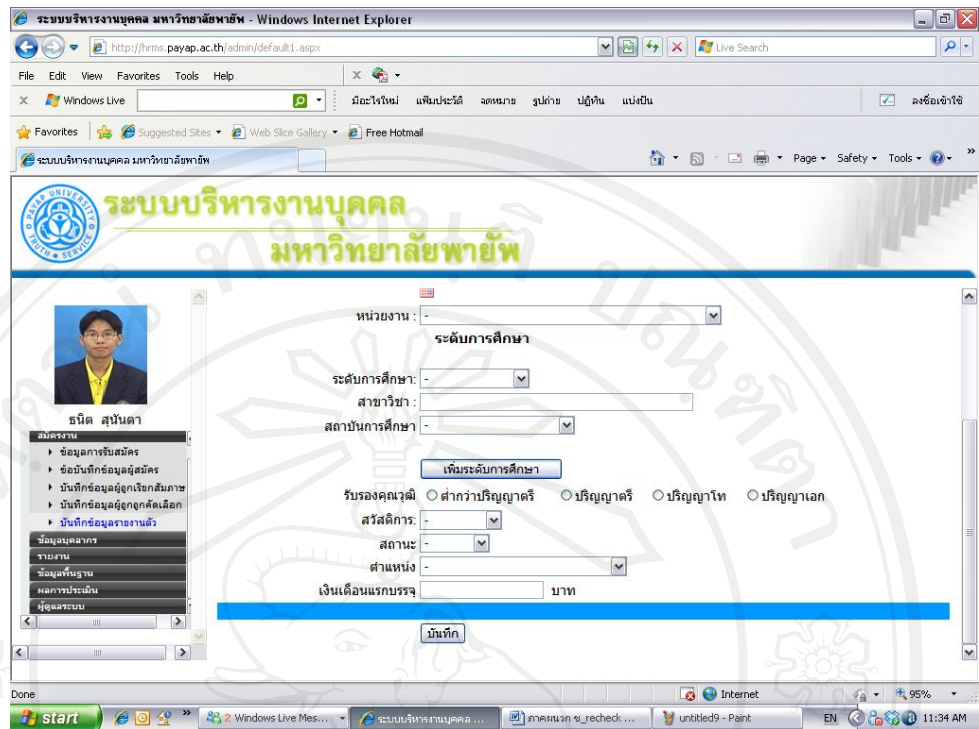 ระบบบริหารงานบุคคล มหาวิทยาลัยพายัพ - Windows Internet Explorer
http://hrms.payap.ac.th/admin/default1.aspx
Live Search
File Edit View Favorites Tools Help
Windows Live
มีอะไรใหม่ แฟ้มประวัติ จดหมาย รูปถ่าย ปฏิทิน แบ่งปัน
ลงชื่อเข้าใช้
Favorites Suggested Sites Web Slice Gallery Free Hotmail
ระบบบริหารงานบุคคล มหาวิทยาลัยพายัพ
Page Safety Tools
PAYAP UNIVERSITY
TRUTH SERVICE
ระบบบริหารงานบุคคล
มหาวิทยาลัยพายัพ
หน่วยงาน : -
ระดับการศึกษา
ระดับการศึกษา: -
สาขาวิชา :
สถาบันการศึกษา -
เพิ่มระดับการศึกษา
รับรองคุณวุฒิ ต่ำกว่าปริญญาตรี ปริญญาตรี ปริญญาโท ปริญญาเอก
สวัสดิการ: -
สถานะ -
ตำแหน่ง -
เงินเดือนแรกบรรจุ บาท
บันทึก
ธนิต สุนันตา
สมัครงาน
ข้อมูลการรับสมัคร
ข้อบันทึกข้อมูลผู้สมัคร
บันทึกข้อมูลผู้ถูกเรียกสัมภาษ
บันทึกข้อมูลผู้ถูกถูกคัดเลือก
บันทึกข้อมูลรายงานตัว
ข้อมูลบุคลากร
รายงาน
ข้อมูลพื้นฐาน
ผลการประเมิน
ผู้ดูแลระบบ
Done
Internet
95%
start
2 Windows Live Mes...
ระบบบริหารงานบุคคล ...
ภาคผนวก ข_recheck ...
untitled9 - Paint
EN
11:34 AM